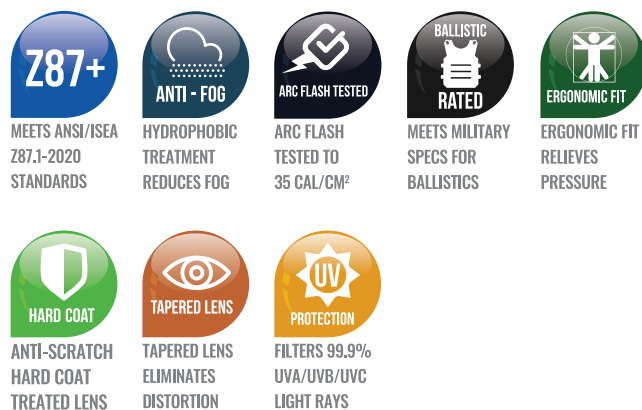 Z87+
MEETS ANSI/ISEA
Z87.1-2020
STANDARDS
ANTI - FOG
HYDROPHOBIC
TREATMENT
REDUCES FOG
ARC FLASH TESTED
ARC FLASH
TESTED TO
35 CAL/CM²
BALLISTIC
RATED
MEETS MILITARY
SPECS FOR
BALLISTICS
ERGONOMIC FIT
ERGONOMIC FIT
RELIEVES
PRESSURE
HARD COAT
ANTI-SCRATCH
HARD COAT
TREATED LENS
TAPERED LENS
TAPERED LENS
ELIMINATES
DISTORTION
UV
PROTECTION
FILTERS 99.9%
UVA/UVB/UVC
LIGHT RAYS